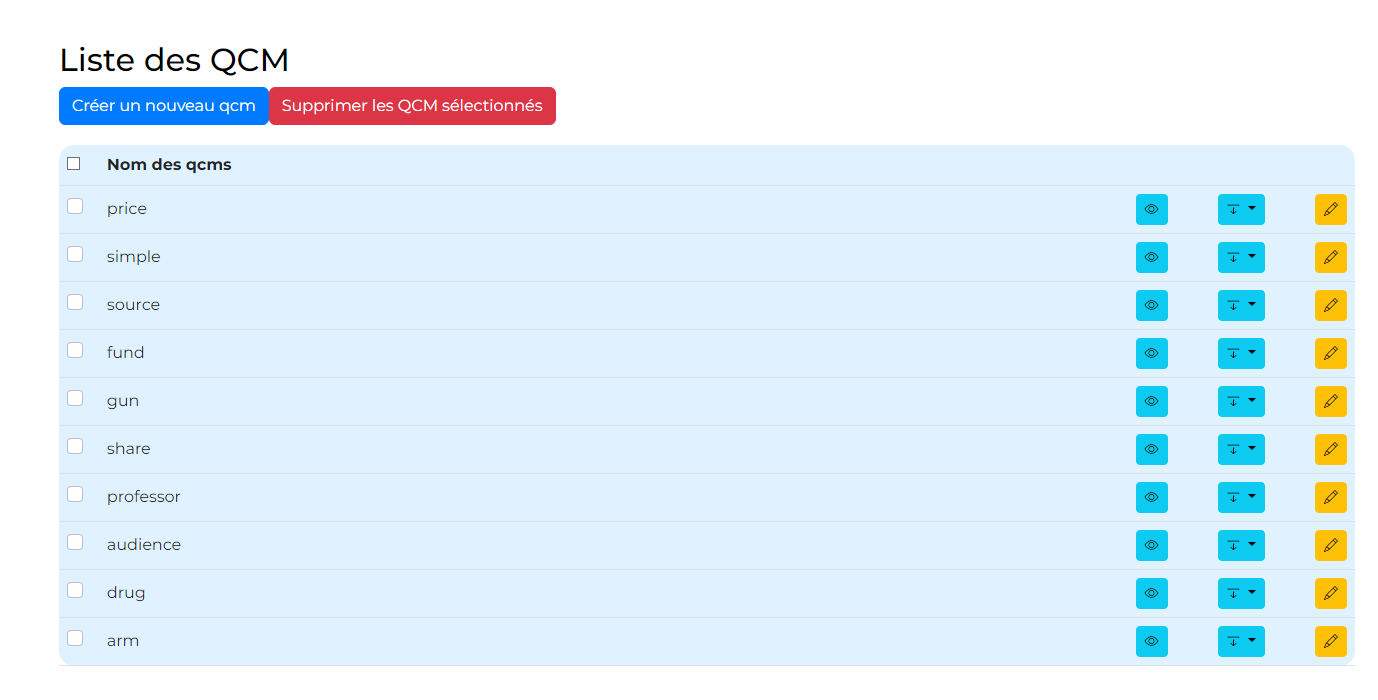 Liste des QCM
Créer un nouveau qcm Supprimer les QCM sélectionnés
Nom des qcms
price
simple
source
fund
gun
share
professor
audience
drug
arm